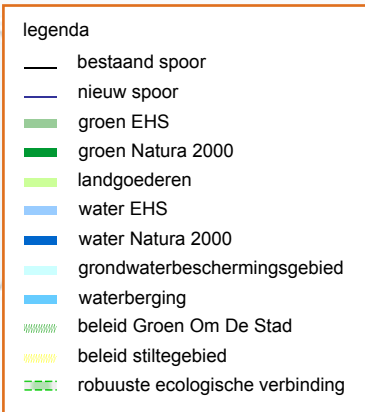 legenda
bestaand spoor
nieuw spoor
groen EHS
groen Natura 2000
landgoederen
water EHS
water Natura 2000
grondwaterbeschermingsgebied
waterberging
beleid Groen Om De Stad
beleid stiltegebied
robuuste ecologische verbinding